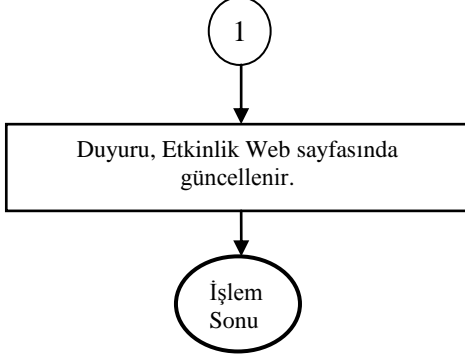 1
Duyuru, Etkinlik Web sayfasında
güncellenir.
İşlem
Sonu